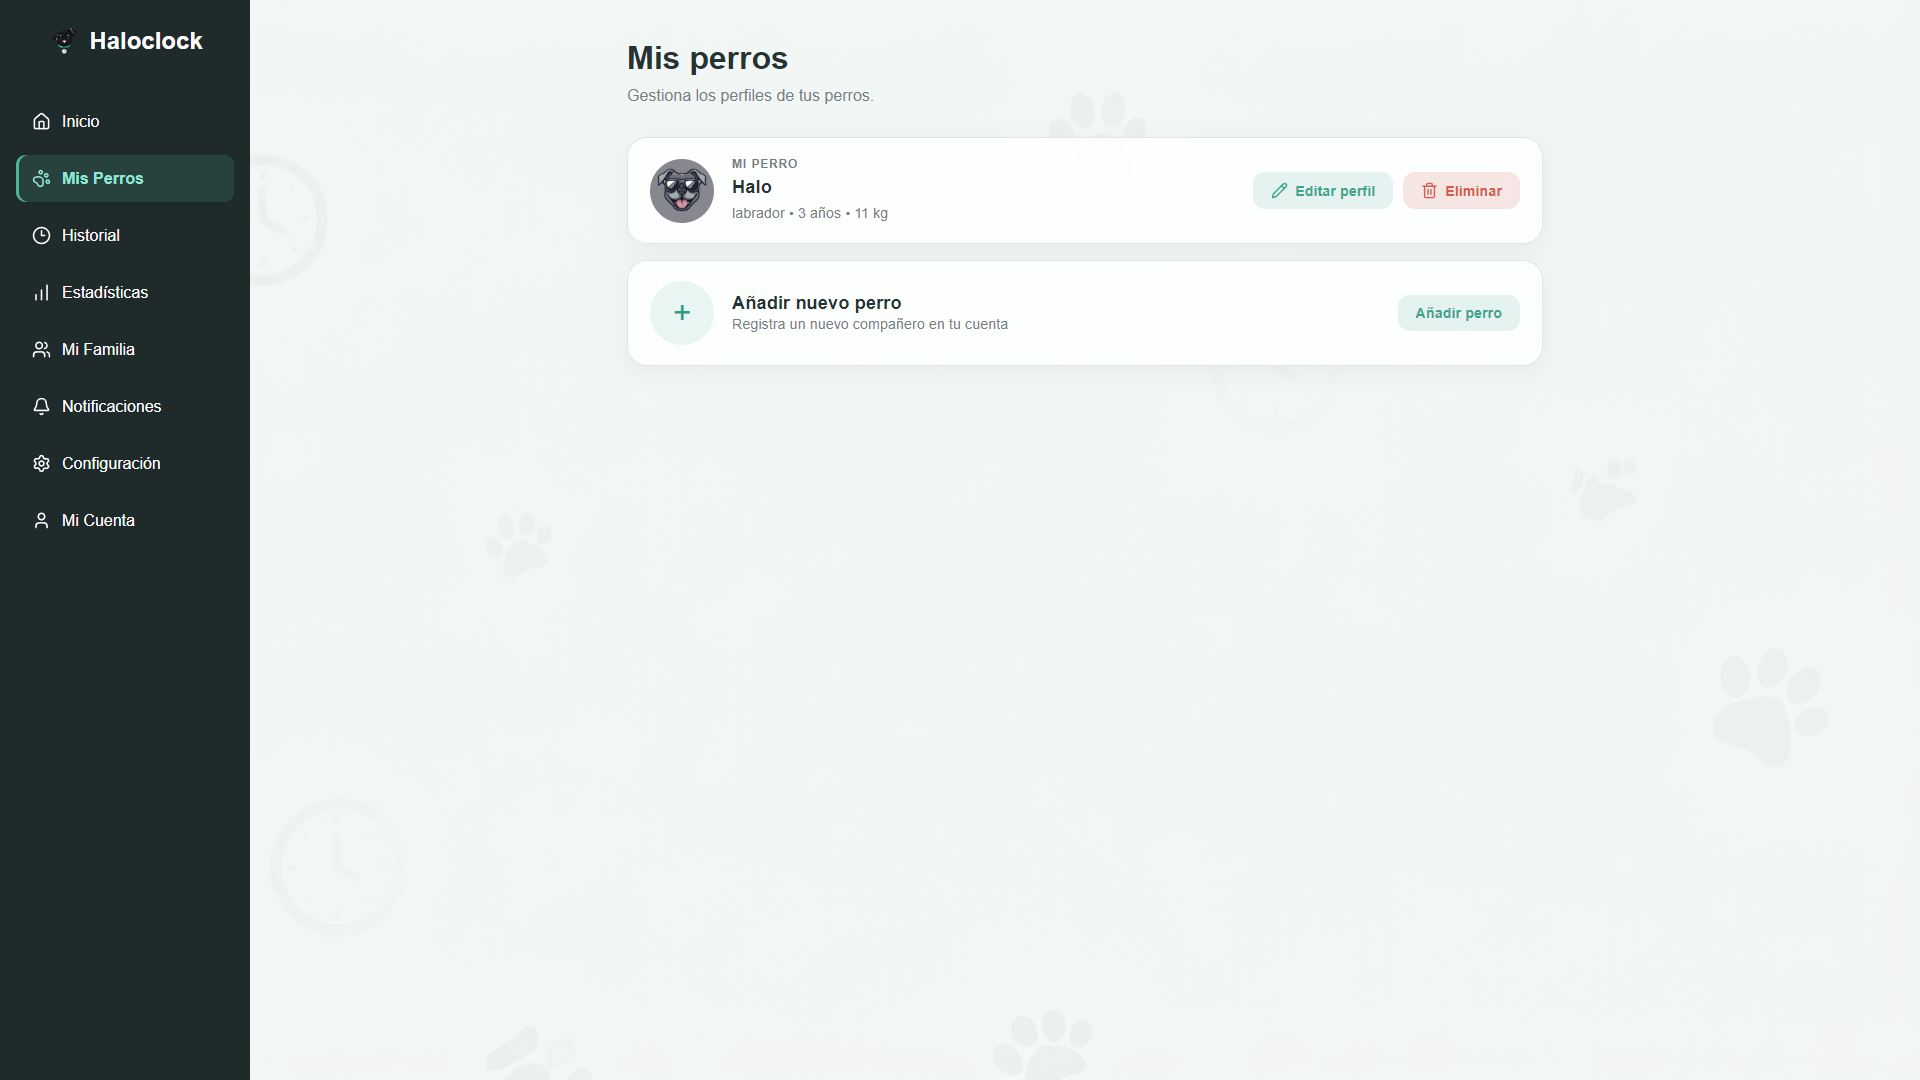 Haloclock
Inicio
Mis Perros
Historial
Estadísticas
Mi Familia
Notificaciones
Configuración
Mi Cuenta
Mis perros
Gestiona los perfiles de tus perros.
MI PERRO
Halo
labrador • 3 años • 11 kg
Editar perfil
Eliminar
Añadir nuevo perro
Registra un nuevo compañero en tu cuenta
Añadir perro